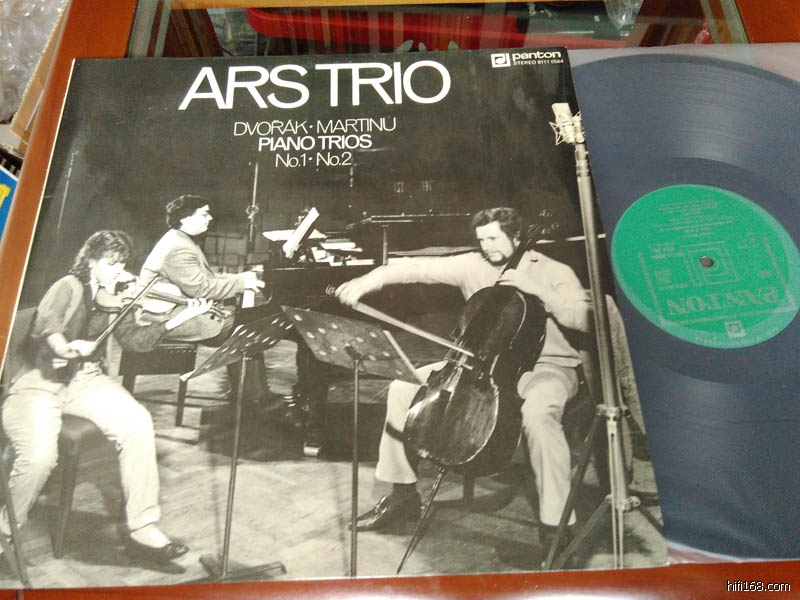 panton
STEREO 8111 0564
ARS TRIO
DVOŘÁK · MARTINŮ
PIANO TRIOS
No.1 · No.2
PANTON
hifi168.com